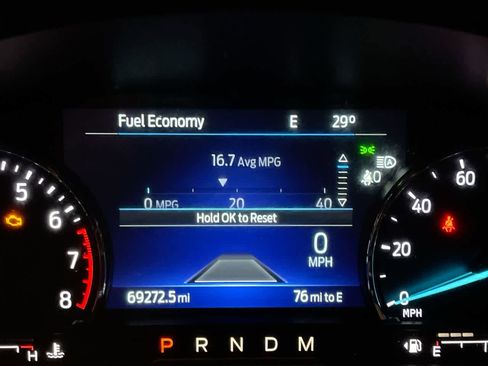 Fuel Economy E 29°
16.7 Avg MPG
0 MPG 20 40
Hold OK to Reset
0
MPH
69272.5 mi 76 mi to E
P R N D M
5
6
7
8
H
60
40
20
0
MPH
E
A